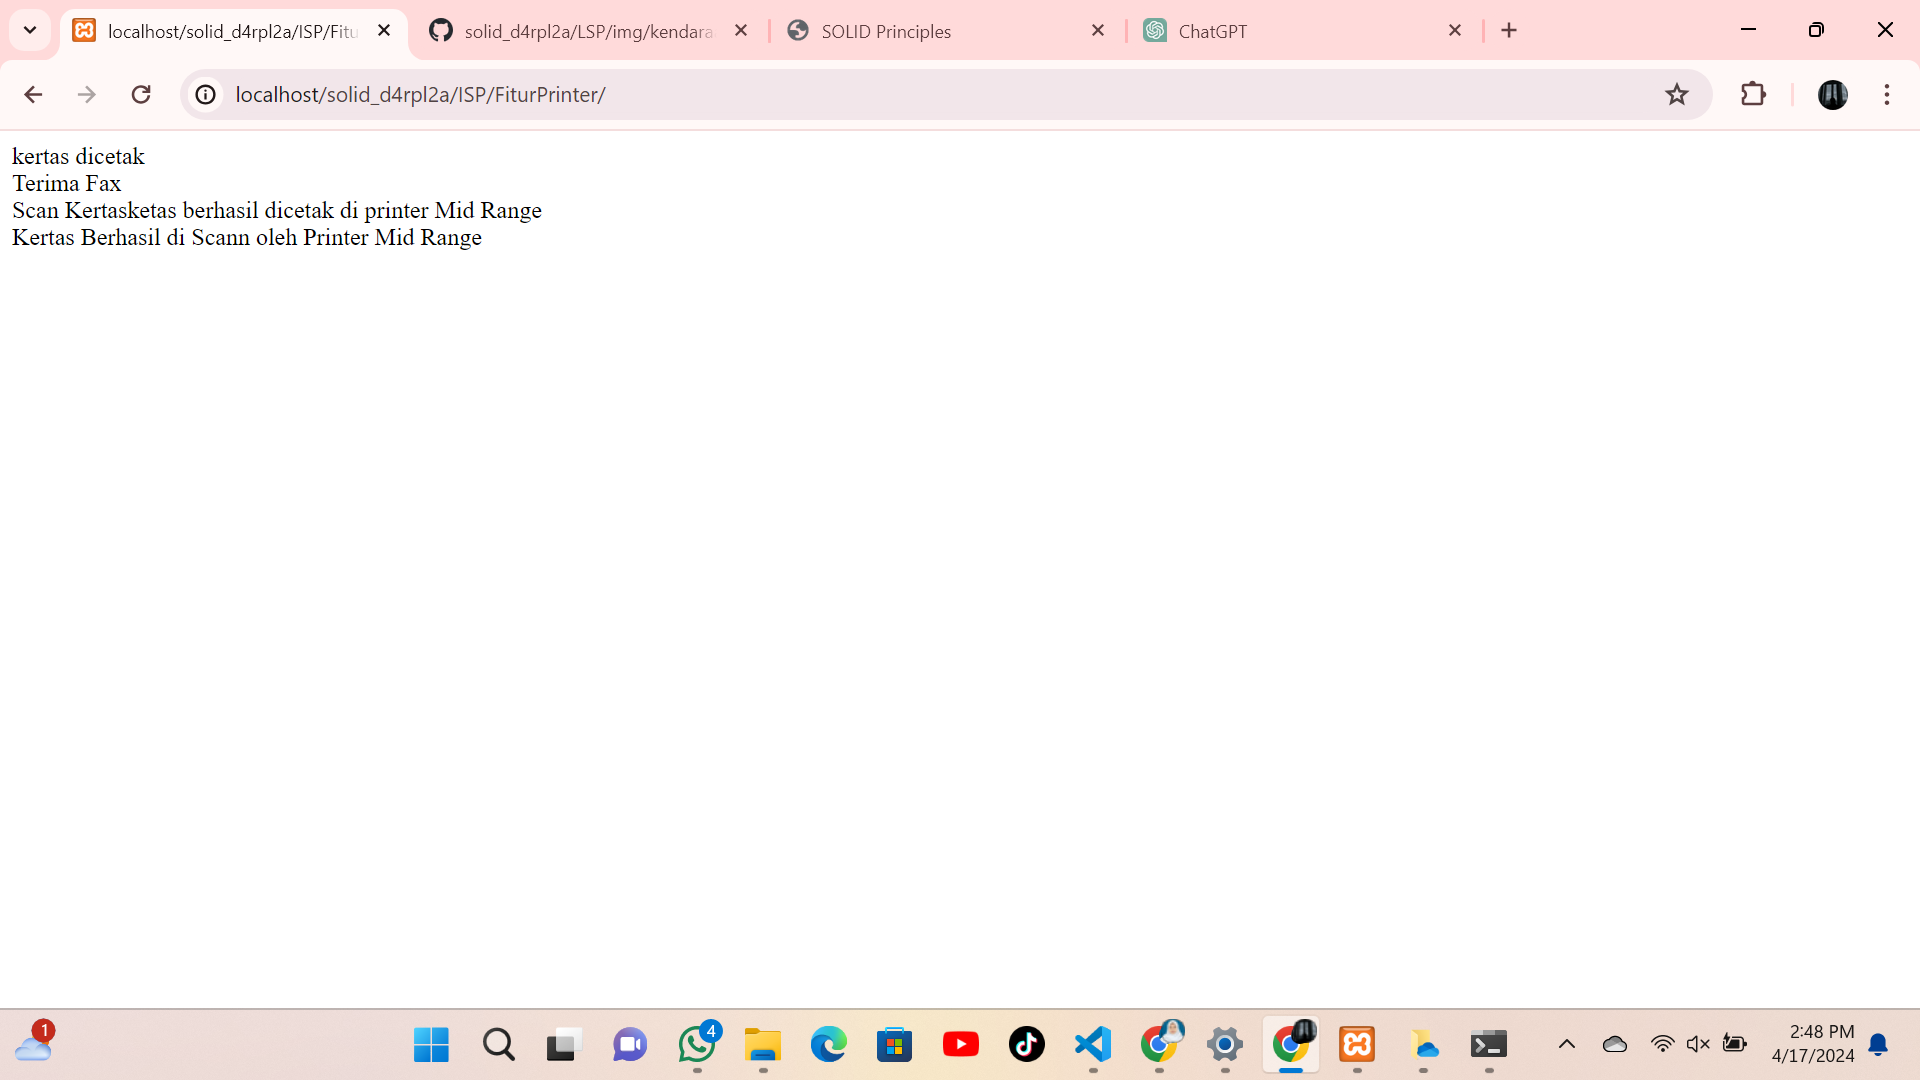 localhost/solid_d4rpl2a/ISP/Fitu
solid_d4rpl2a/LSP/img/kendara
SOLID Principles
ChatGPT
localhost/solid_d4rpl2a/ISP/FiturPrinter/
kertas dicetak
Terima Fax
Scan Kertasketas berhasil dicetak di printer Mid Range
Kertas Berhasil di Scann oleh Printer Mid Range
1
4
2:48 PM
4/17/2024